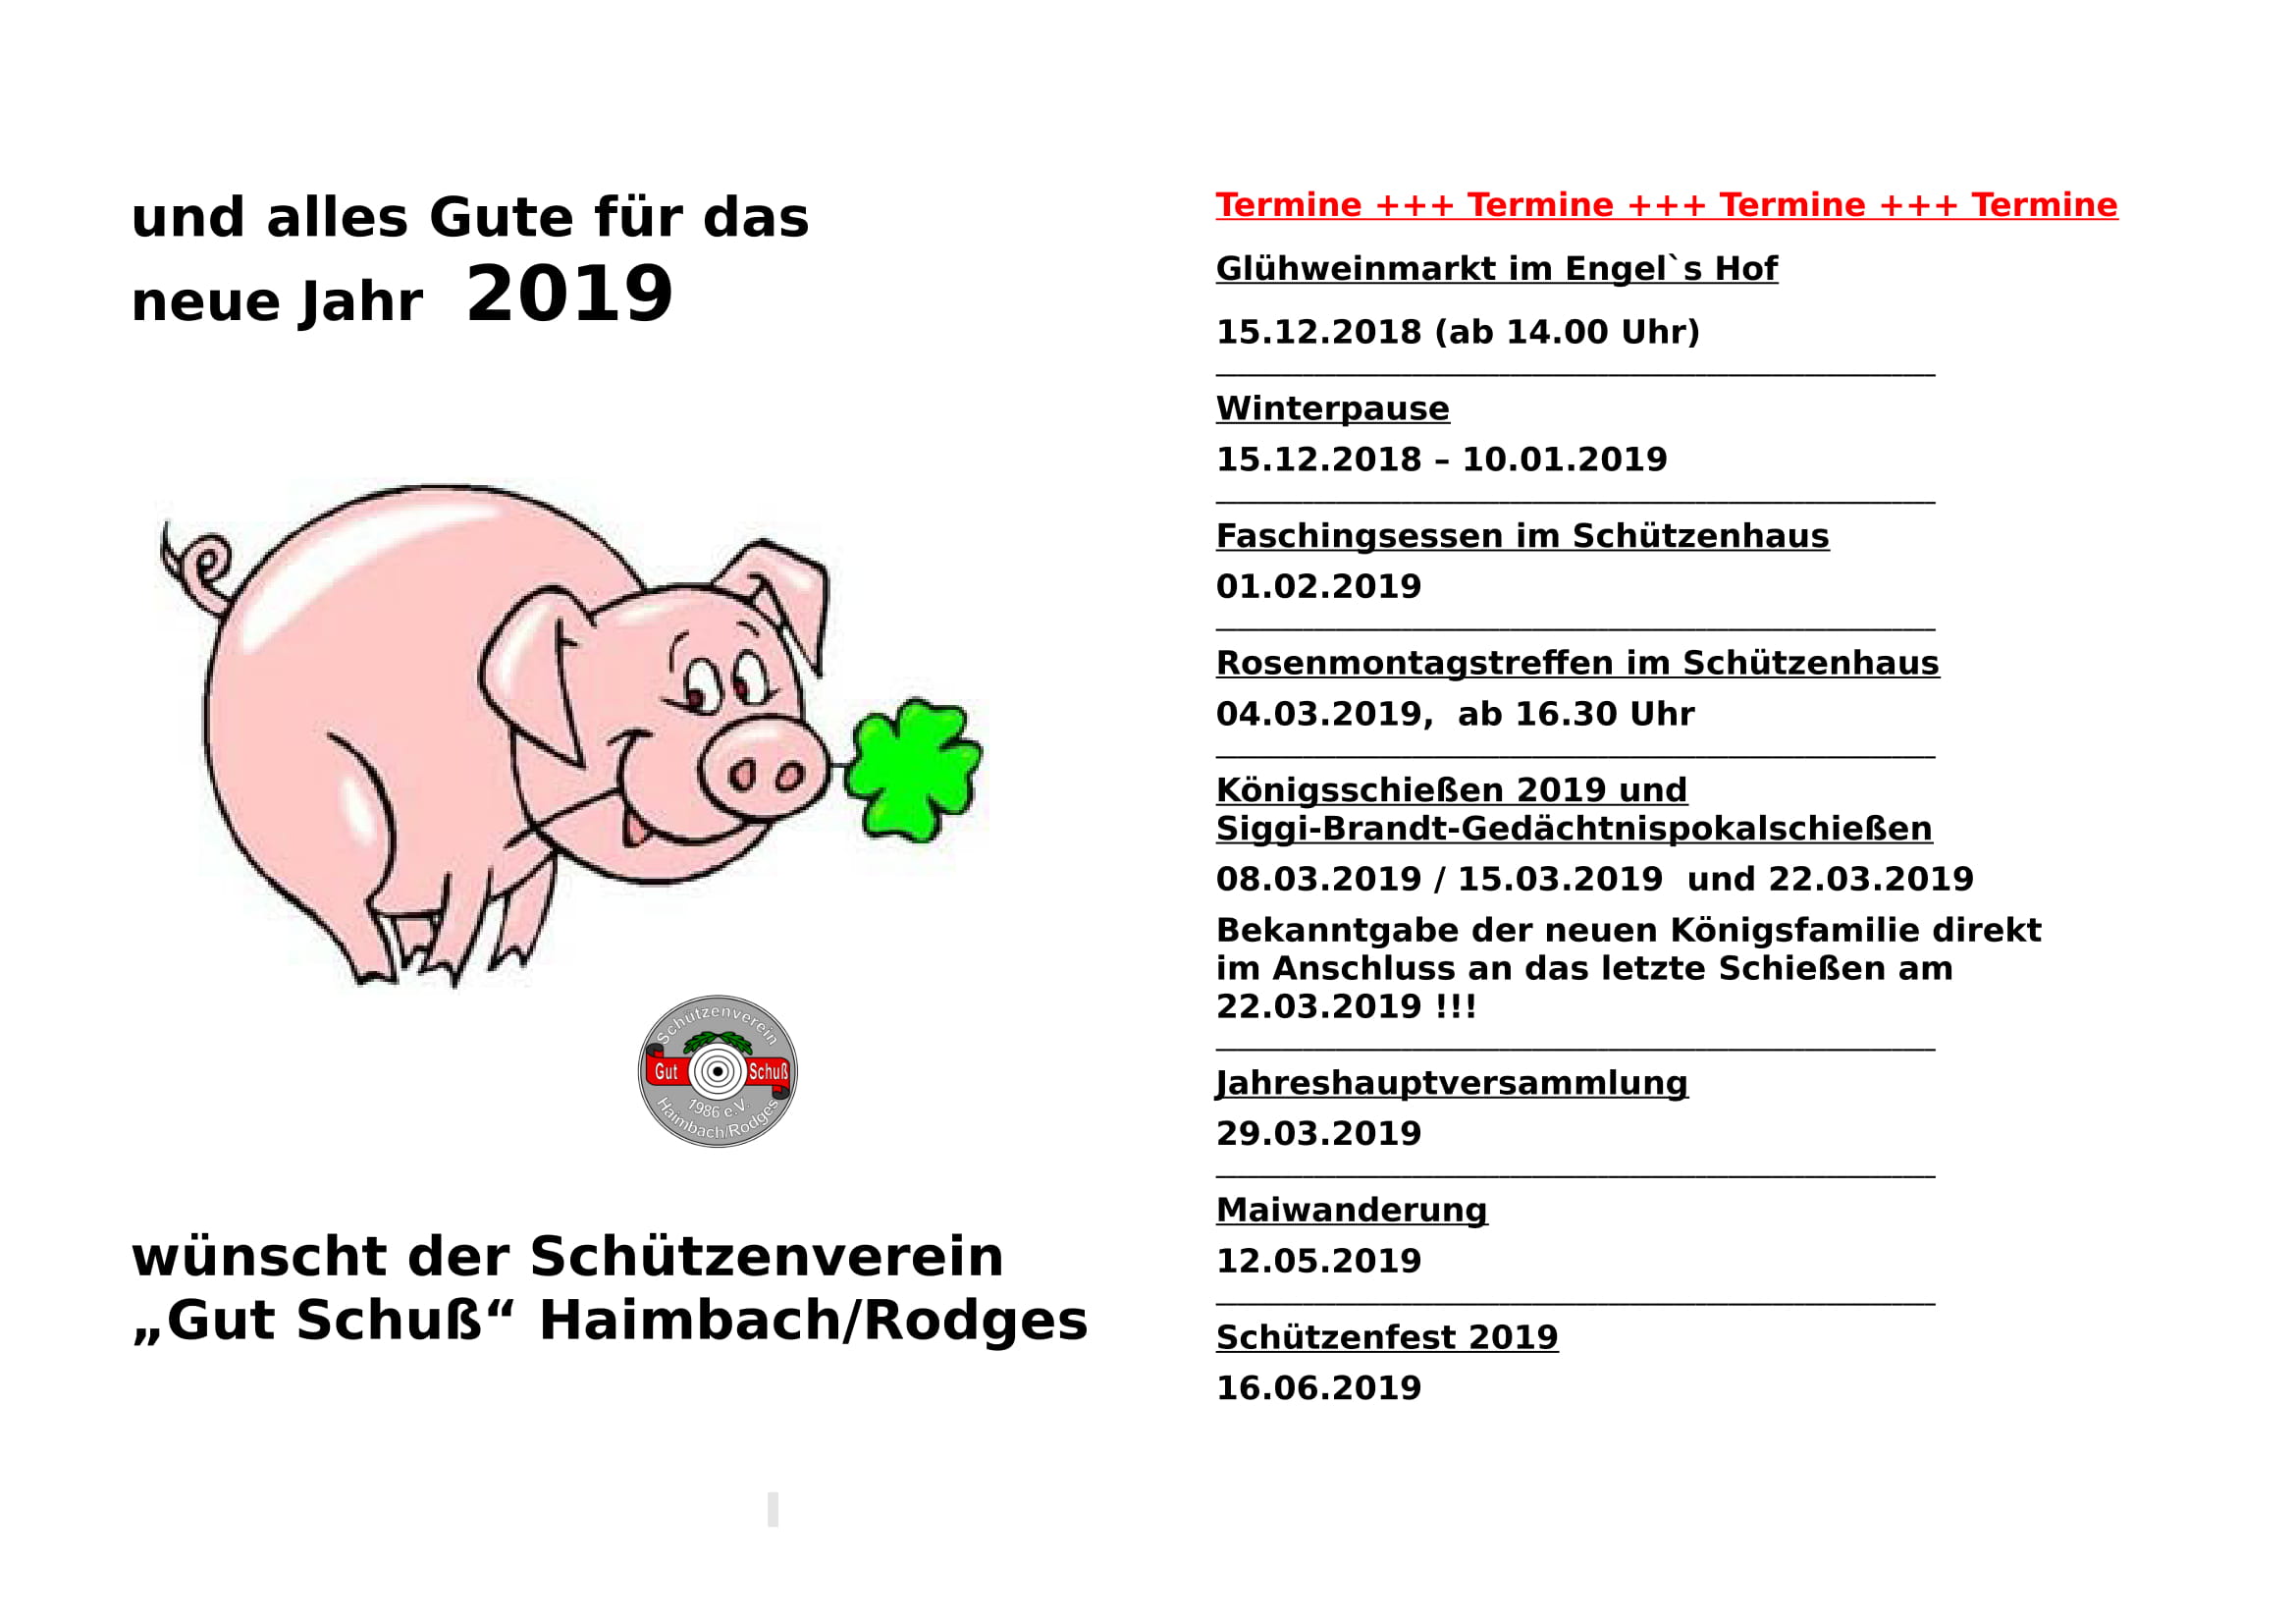 und alles Gute für das
neue Jahr 2019
Schützenverein
Gut Schuß
1986 e.V.
Haimbach/Rodges
wünscht der Schützenverein
„Gut Schuß“ Haimbach/Rodges
Termine +++ Termine +++ Termine +++ Termine
Glühweinmarkt im Engel`s Hof
15.12.2018 (ab 14.00 Uhr)
Winterpause
15.12.2018 – 10.01.2019
Faschingsessen im Schützenhaus
01.02.2019
Rosenmontagstreffen im Schützenhaus
04.03.2019, ab 16.30 Uhr
Königsschießen 2019 und
Siggi-Brandt-Gedächtnispokalschießen
08.03.2019 / 15.03.2019 und 22.03.2019
Bekanntgabe der neuen Königsfamilie direkt
im Anschluss an das letzte Schießen am
22.03.2019 !!!
Jahreshauptversammlung
29.03.2019
Maiwanderung
12.05.2019
Schützenfest 2019
16.06.2019